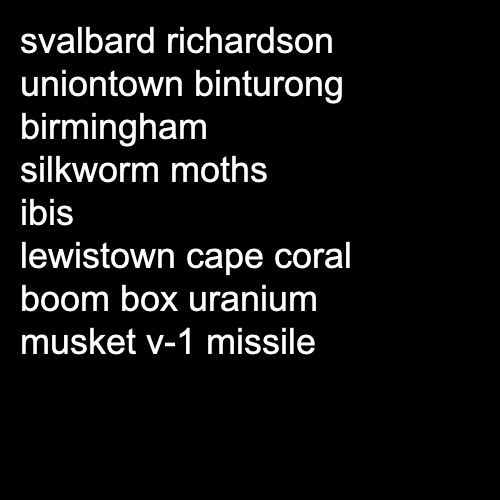 svalbard richardson
uniontown binturong
birmingham
silkworm moths
ibis
lewistown cape coral
boom box uranium
musket v-1 missile